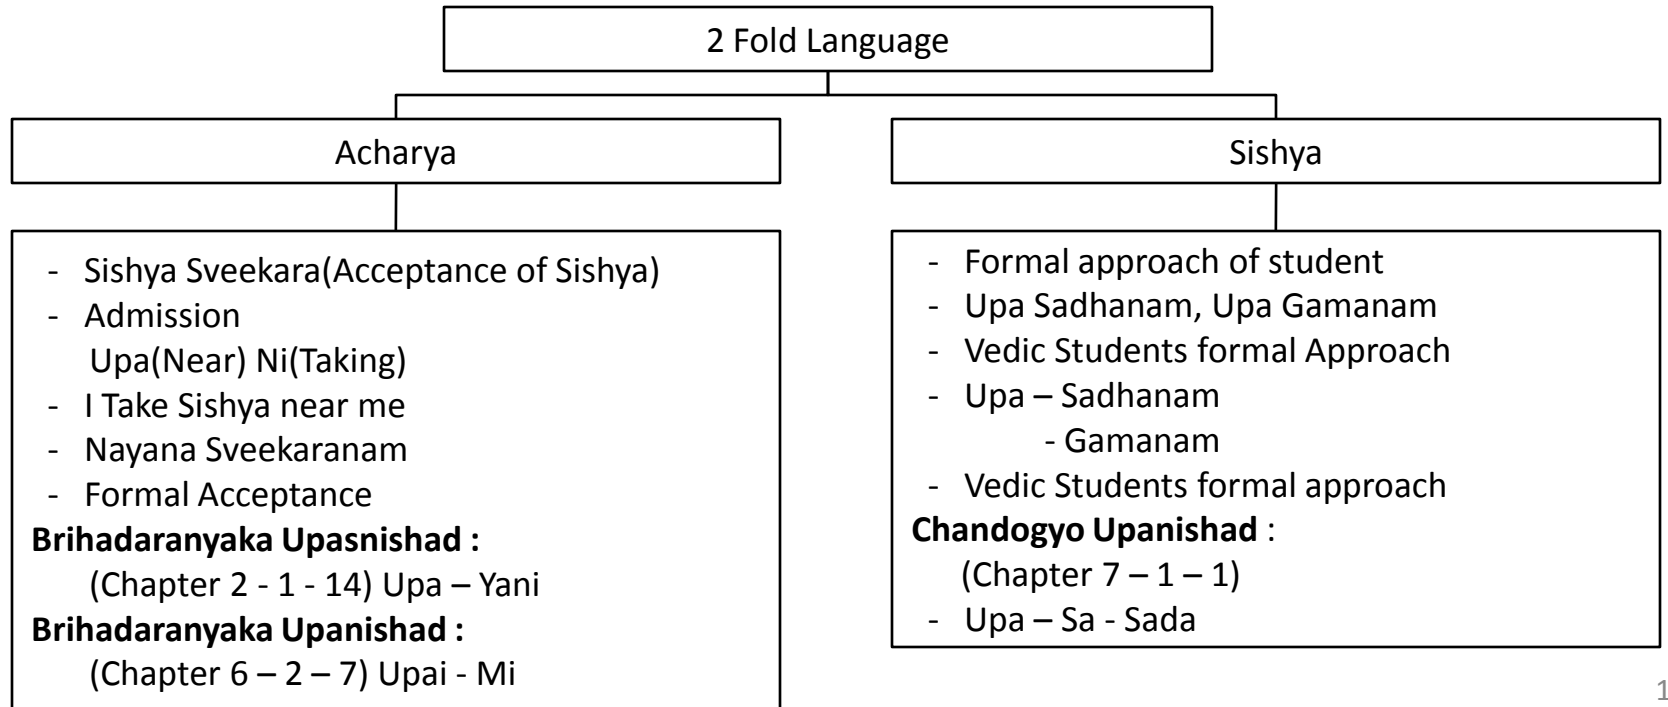 2 Fold Language
Acharya
- Sishya Sveekara(Acceptance of Sishya)
- Admission
Upa(Near) Ni(Taking)
- I Take Sishya near me
- Nayana Sveekaranam
- Formal Acceptance
Brihadaranyaka Upasnishad :
(Chapter 2 - 1 - 14) Upa – Yani
Brihadaranyaka Upanishad :
(Chapter 6 – 2 – 7) Upai - Mi
Sishya
- Formal approach of student
- Upa Sadhanam, Upa Gamanam
- Vedic Students formal Approach
- Upa – Sadhanam
- Gamanam
- Vedic Students formal approach
Chandogyo Upanishad :
(Chapter 7 – 1 – 1)
- Upa – Sa - Sada
1